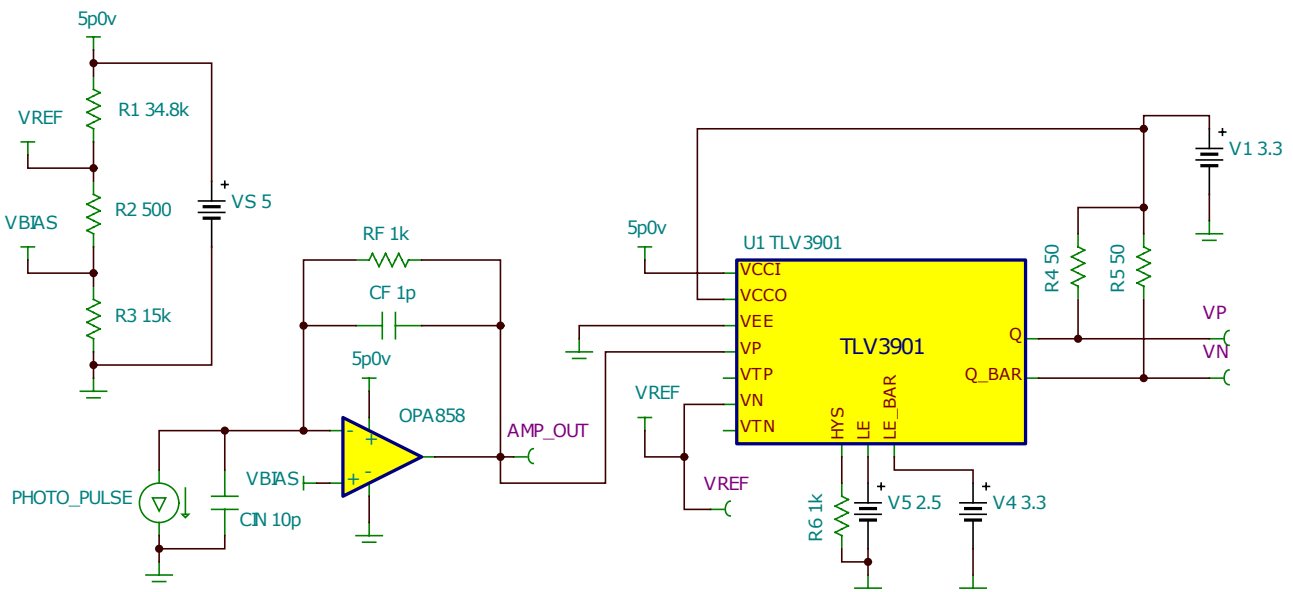 5p0v
R1 34.8k
VREF
R2 500
VS 5
VBIAS
R3 15k
RF 1k
CF 1p
5p0v
OPA858
AMP_OUT
VBIAS
PHOTO_PULSE
CIN 10p
-
+
+
-
5p0v
U1 TLV3901
VCCI
VCCO
VEE
VP
VTP
VN
VTN
TLV3901
Q
Q_BAR
HYS
LE
LE_BAR
VREF
VREF
R4 50
R5 50
+
V1 3.3
VP
VN
R6 1k
+
V5 2.5
+
V4 3.3
+